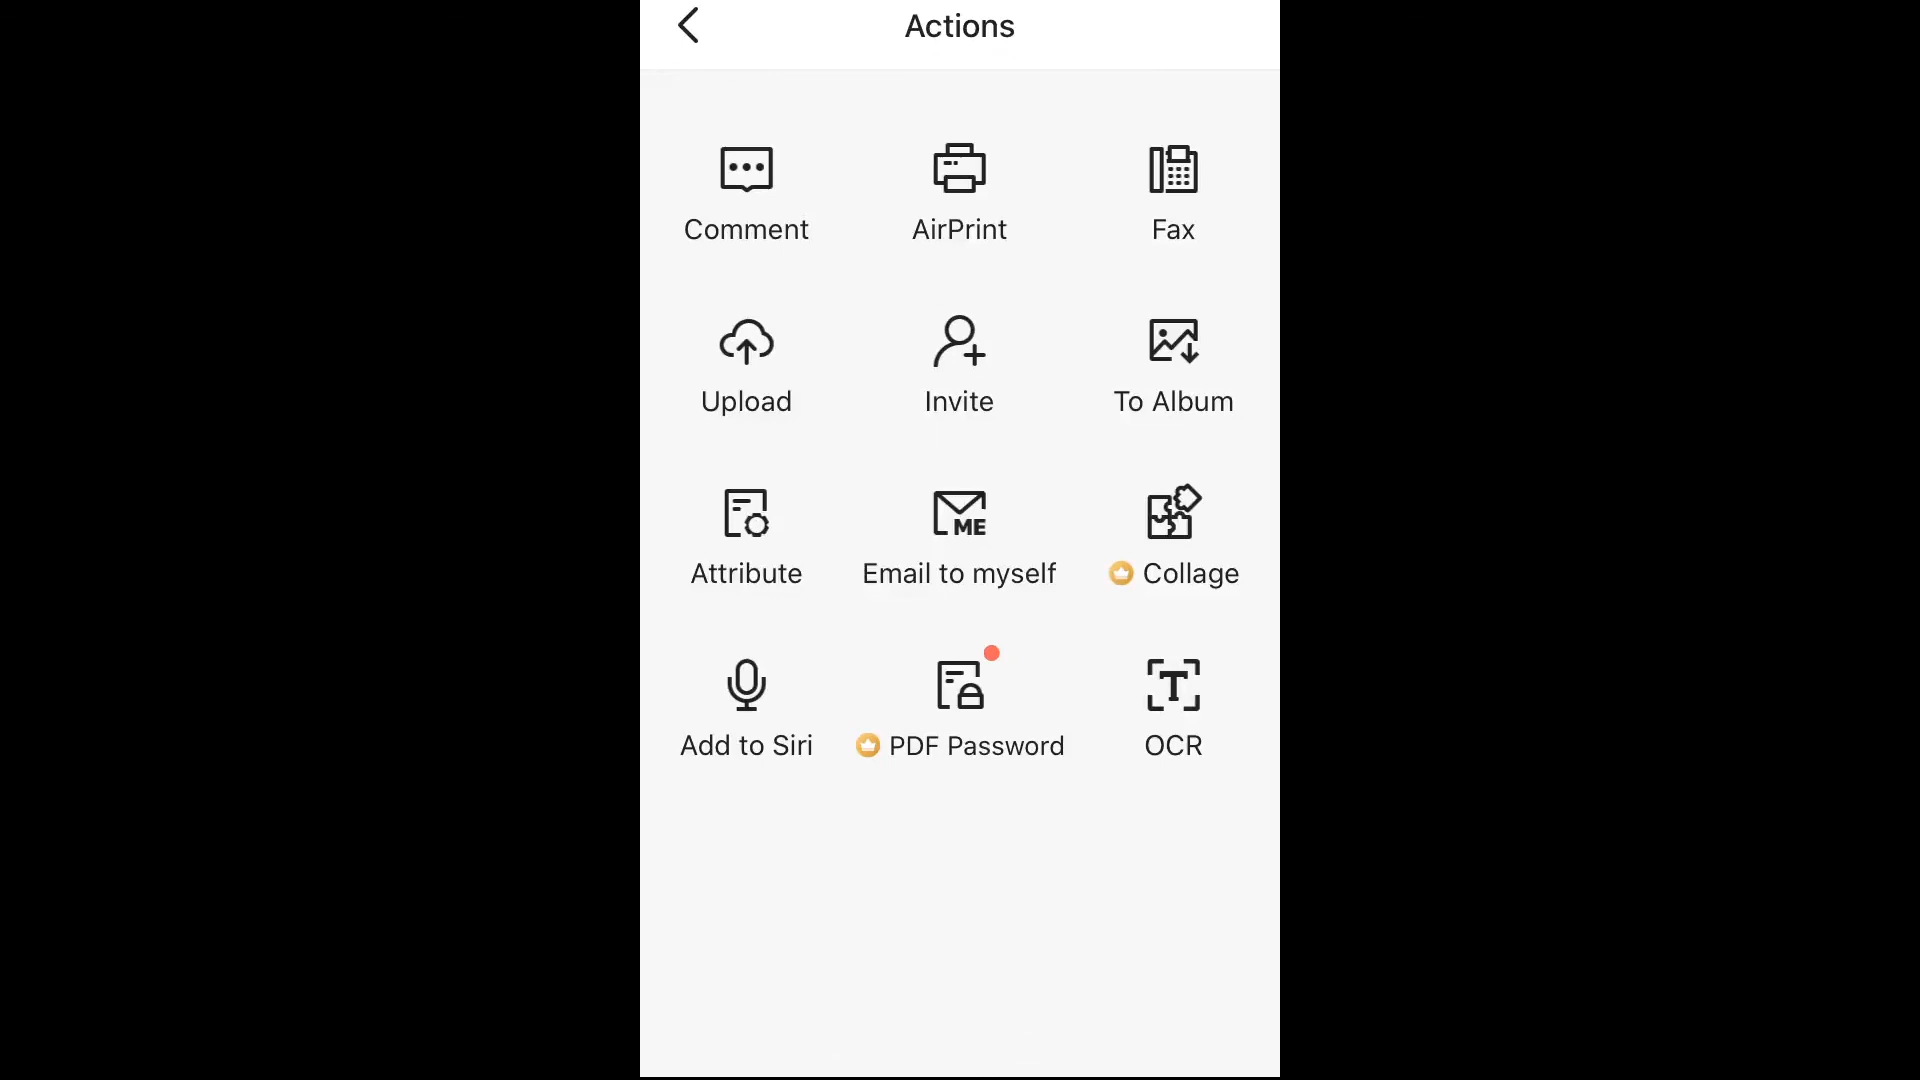 Actions
Comment
AirPrint
Fax
Upload
Invite
To Album
Attribute
ME
Email to myself
Collage
Add to Siri
PDF Password
T
OCR